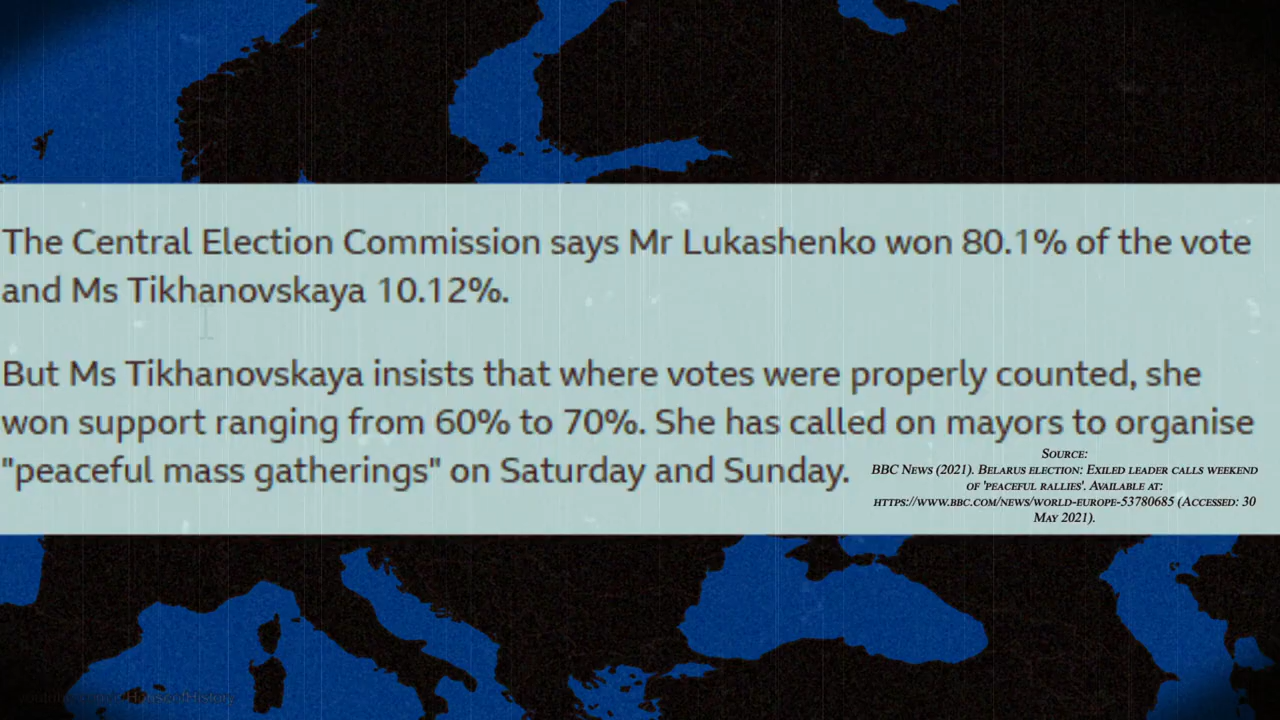 The Central Election Commission says Mr Lukashenko won 80.1% of the vote
and Ms Tikhanovskaya 10.12%.
But Ms Tikhanovskaya insists that where votes were properly counted, she
won support ranging from 60% to 70%. She has called on mayors to organise
"peaceful mass gatherings" on Saturday and Sunday.
Source:
BBC News (2021). Belarus election: Exiled leader calls weekend
of 'peaceful rallies'. Available at:
https://www.bbc.com/news/world-europe-53780685 (Accessed: 30
May 2021).